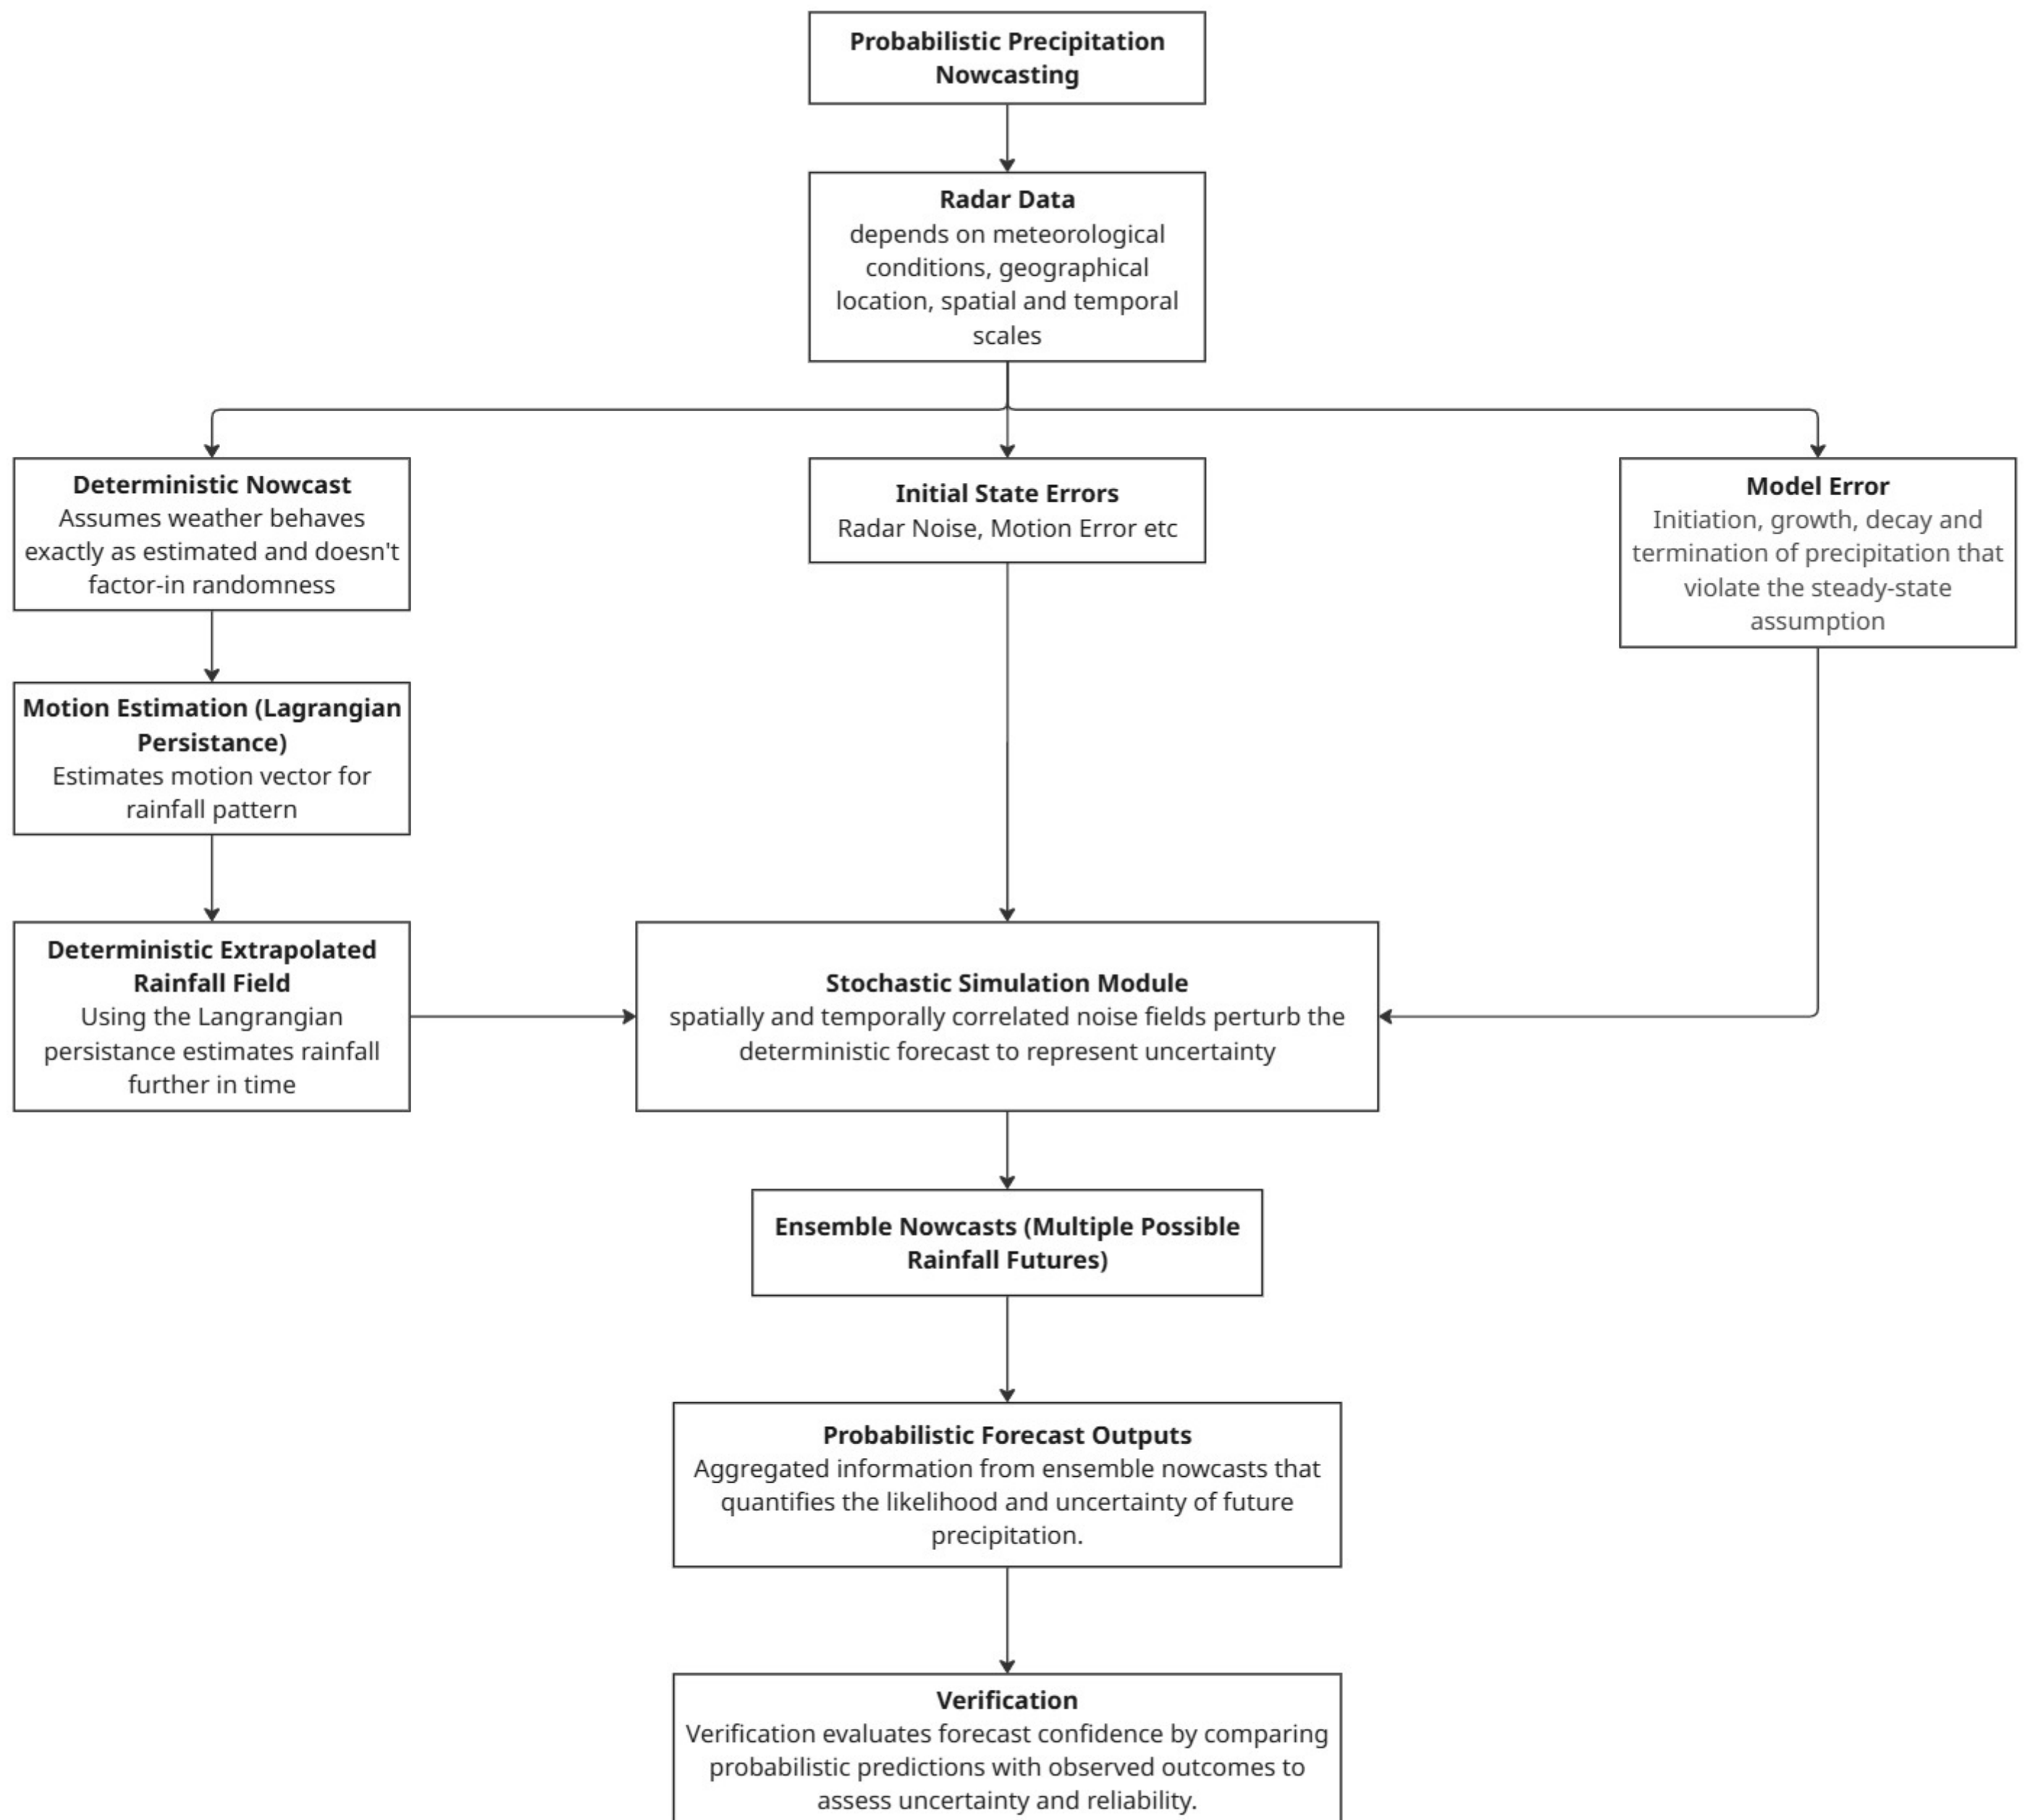 Probabilistic Precipitation
Nowcasting
Radar Data
depends on meteorological
conditions, geographical
location, spatial and temporal
scales
Deterministic Nowcast
Assumes weather behaves
exactly as estimated and doesn't
factor-in randomness
Initial State Errors
Radar Noise, Motion Error etc
Model Error
Initiation, growth, decay and
termination of precipitation that
violate the steady-state
assumption
Motion Estimation (Lagrangian
Persistance)
Estimates motion vector for
rainfall pattern
Deterministic Extrapolated
Rainfall Field
Using the Langrangian
persistance estimates rainfall
further in time
Stochastic Simulation Module
spatially and temporally correlated noise fields perturb the
deterministic forecast to represent uncertainty
Ensemble Nowcasts (Multiple Possible
Rainfall Futures)
Probabilistic Forecast Outputs
Aggregated information from ensemble nowcasts that
quantifies the likelihood and uncertainty of future
precipitation.
Verification
Verification evaluates forecast confidence by comparing
probabilistic predictions with observed outcomes to
assess uncertainty and reliability.